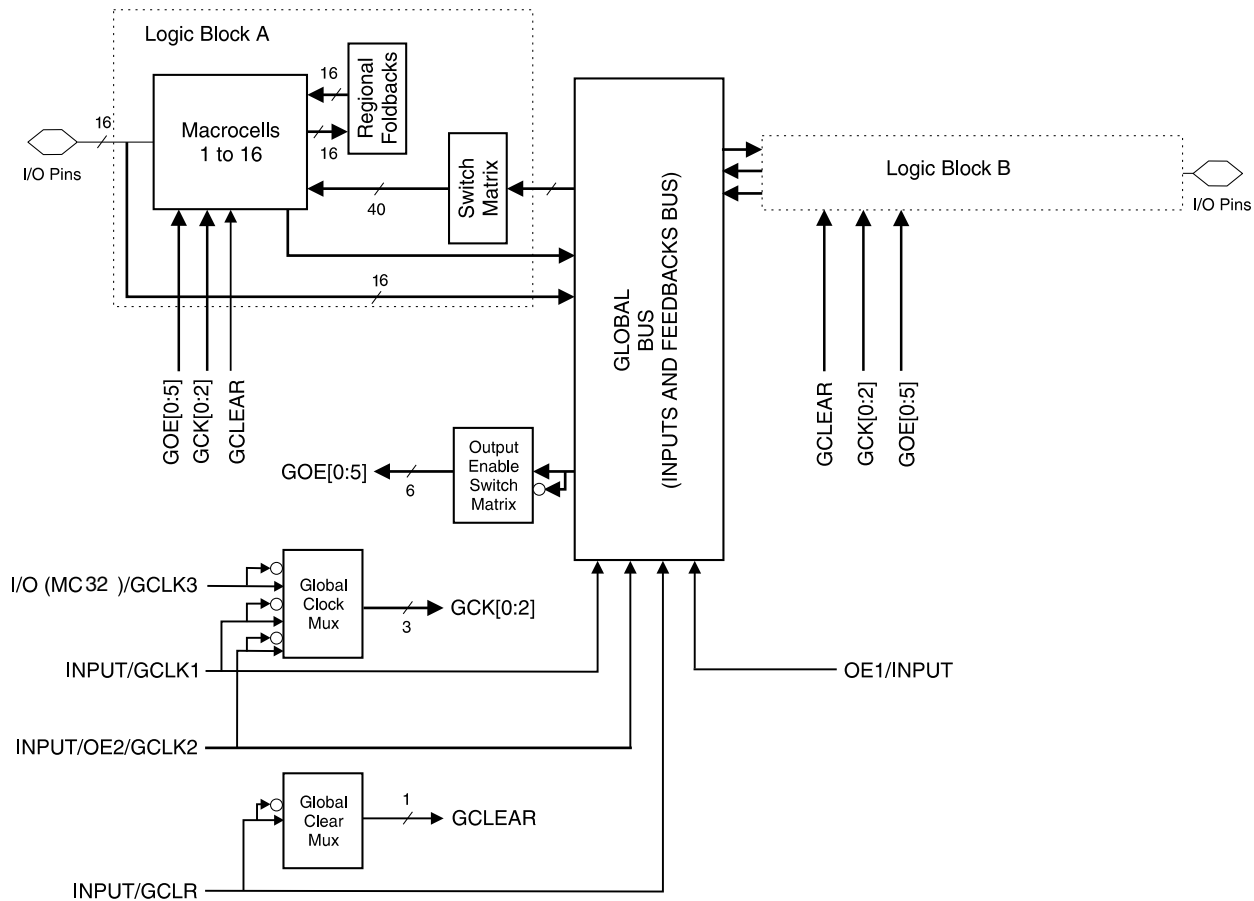 Logic Block A
16
Regional
Foldbacks
16
Macrocells
1 to 16
16
I/O Pins
Switch
Matrix
40
16
GOE[0:5]
GCK[0:2]
GCLEAR
GLOBAL
BUS
(INPUTS AND FEEDBACKS BUS)
Logic Block B
I/O Pins
GCLEAR
GCK[0:2]
GOE[0:5]
Output
Enable
Switch
Matrix
GOE[0:5]
6
I/O (MC32 )/GCLK3
Global
Clock
Mux
GCK[0:2]
3
INPUT/GCLK1
OE1/INPUT
INPUT/OE2/GCLK2
Global
Clear
Mux
1
GCLEAR
INPUT/GCLR